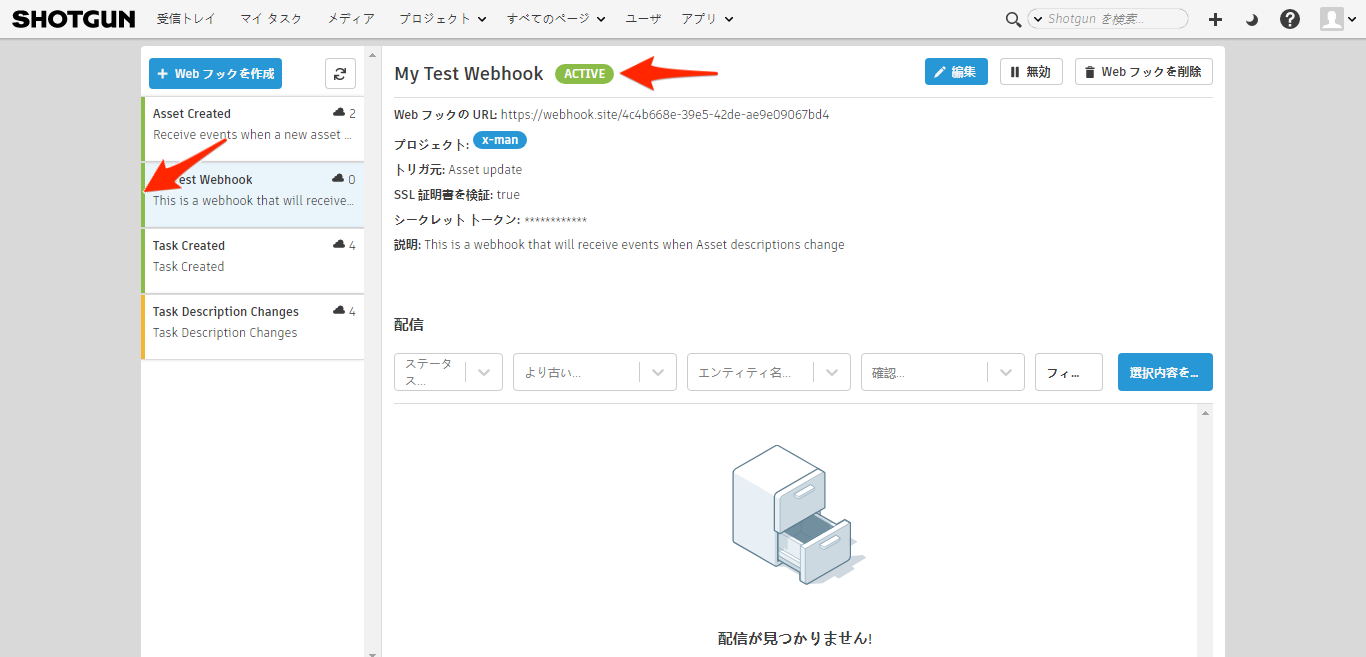 SHOTGUN 受信トレイ マイ タスク メディア プロジェクト すべてのページ ユーザ アプリ Shotgun を検索...
+ Web フックを作成
Asset Created 2
Receive events when a new asset ...
est Webhook 0
This is a webhook that will receive...
Task Created 4
Task Created
Task Description Changes 4
Task Description Changes
My Test Webhook ACTIVE 編集 無効 Web フックを削除
Web フックの URL: https://webhook.site/4c4b668e-39e5-42de-ae9e09067bd4
プロジェクト: x-man
トリガ元: Asset update
SSL 証明書を検証: true
シークレット トークン: ************
説明: This is a webhook that will receive events when Asset descriptions change
配信
ステータス... より古い... エンティティ名... 確認... フィ... 選択内容を...
配信が見つかりません!